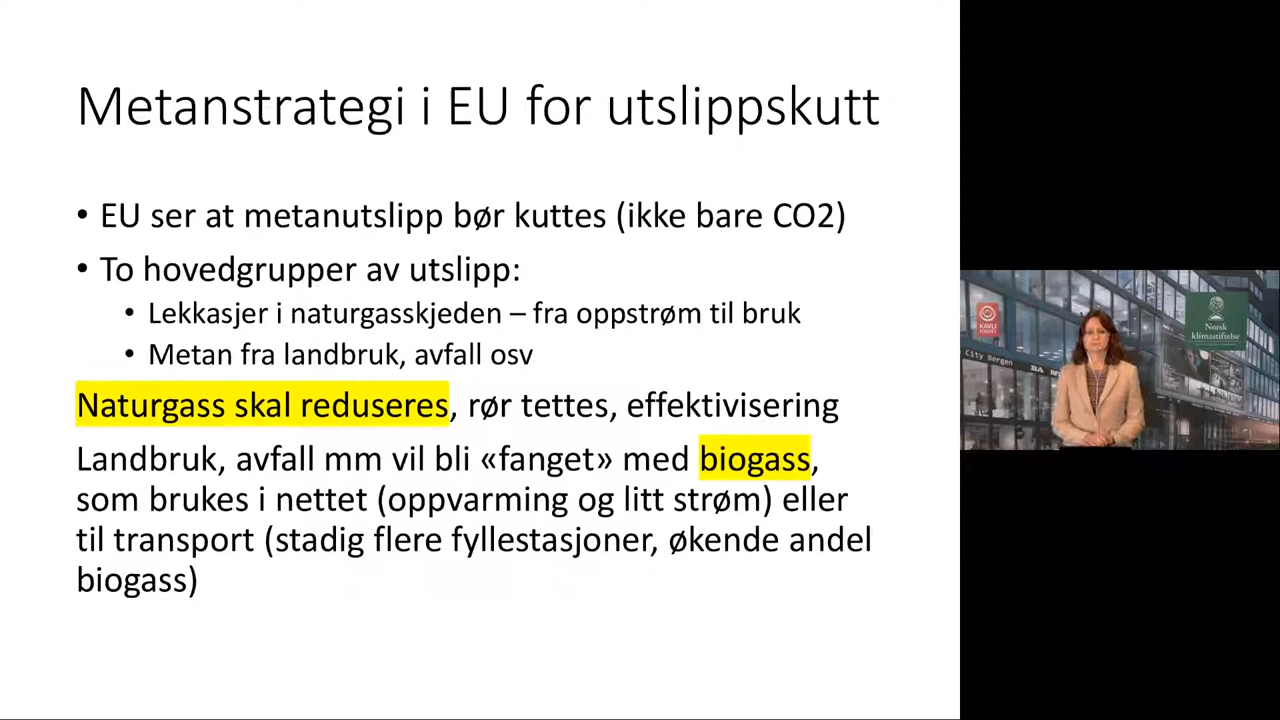 Metanstrategi i EU for utslippskutt
• EU ser at metanutslipp bør kuttes (ikke bare CO2)
• To hovedgrupper av utslipp:
• Lekkasjer i naturgasskjeden – fra oppstrøm til bruk
• Metan fra landbruk, avfall osv
Naturgass skal reduseres, rør tettes, effektivisering
Landbruk, avfall mm vil bli «fanget» med biogass,
som brukes i nettet (oppvarming og litt strøm) eller
til transport (stadig flere fyllestasjoner, økende andel
biogass)
KAVLI
FONDET
Norsk
klimastiftelse
City Bergen